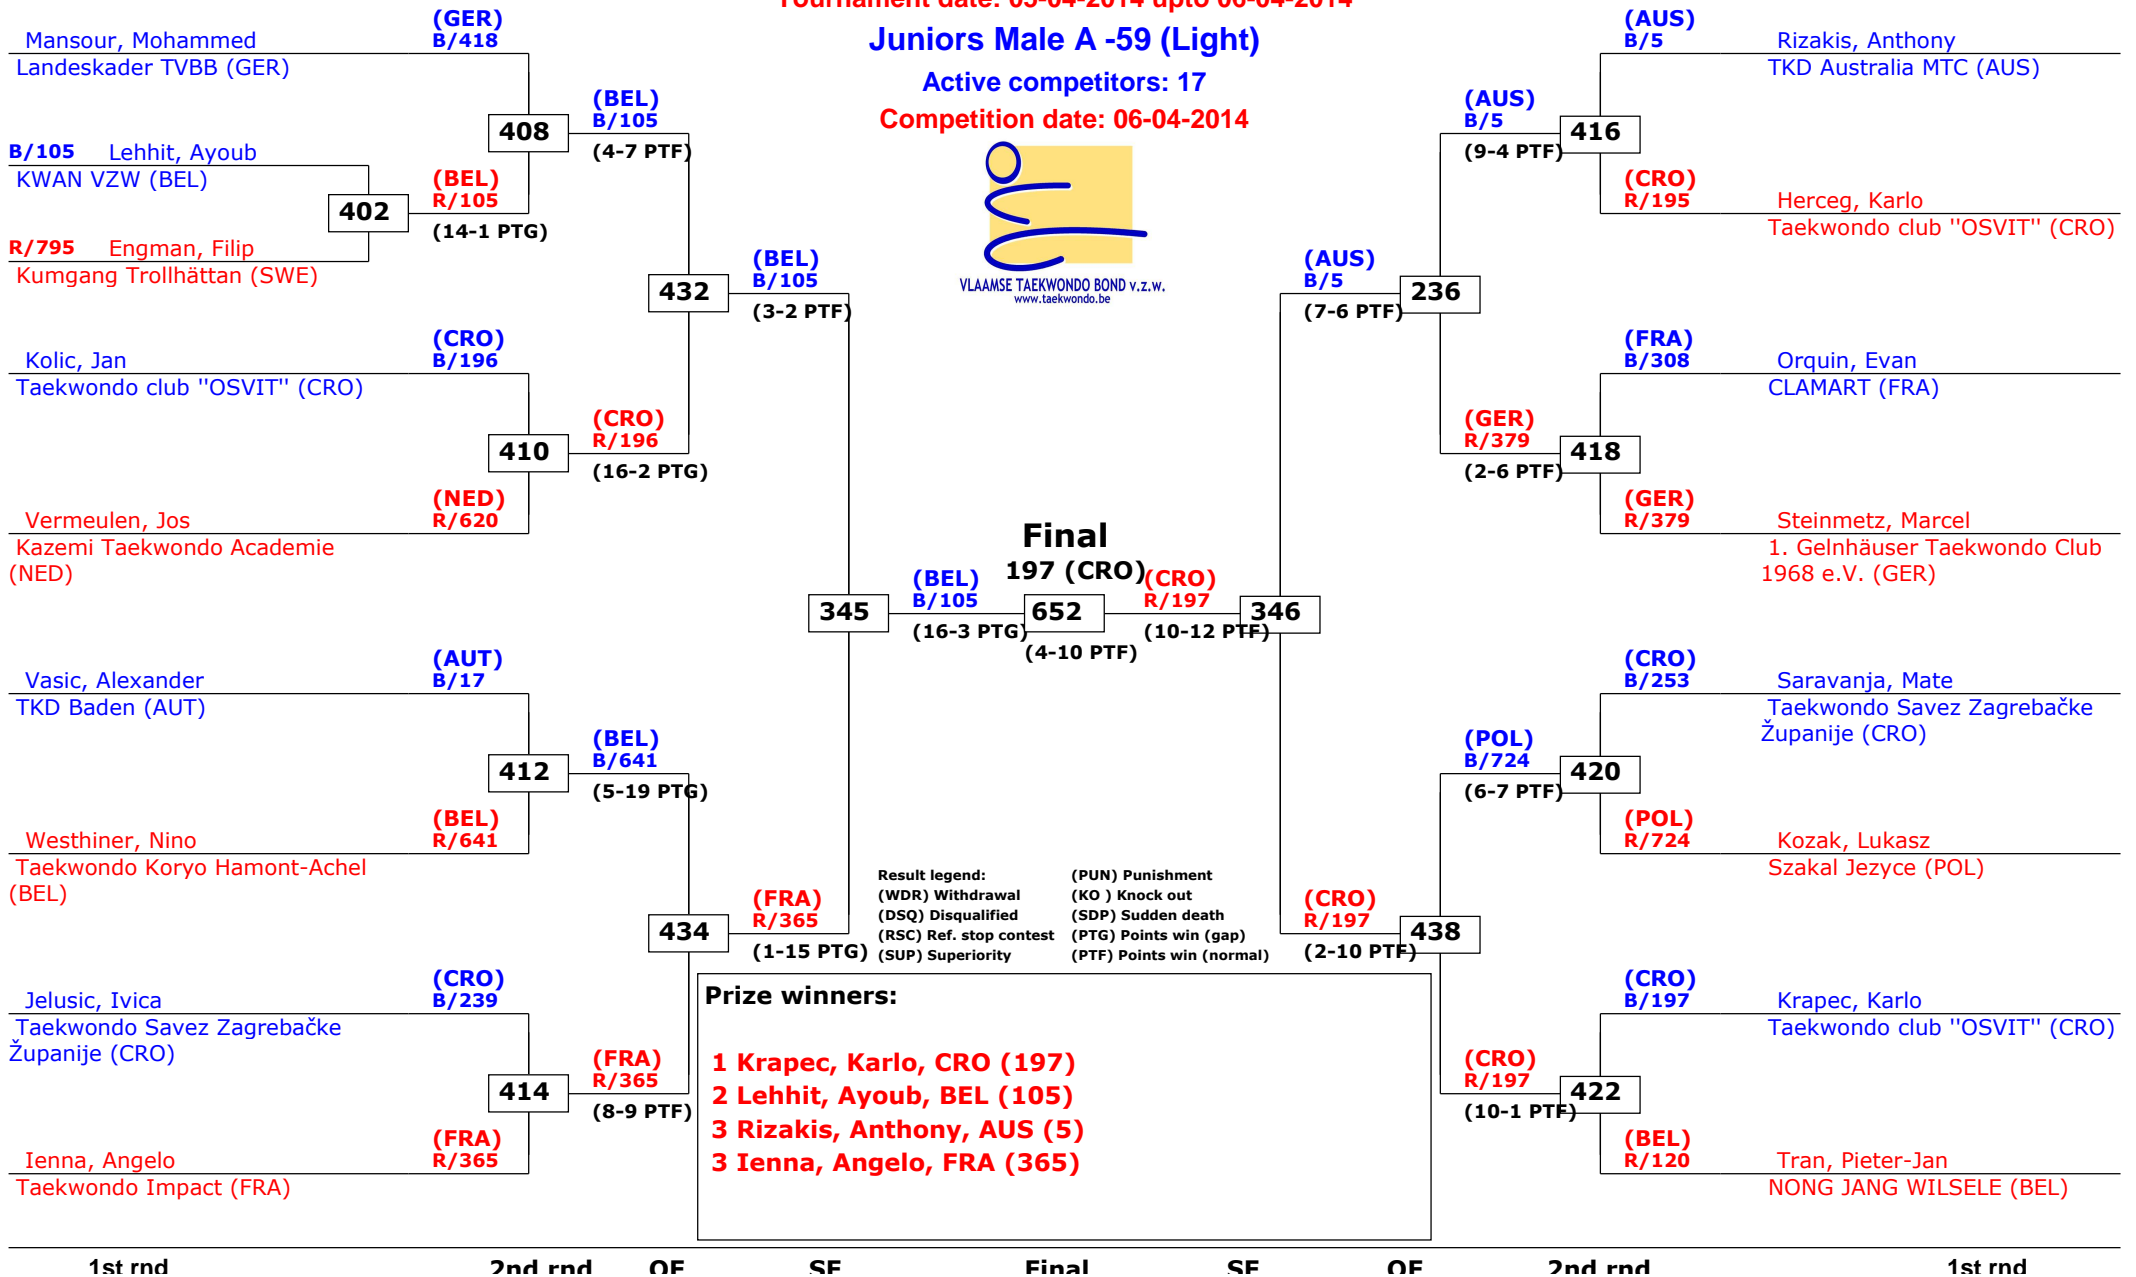 Tournament date: 05-04-2014 upto 06-04-2014
Juniors Male A -59 (Light)
Active competitors: 17
Competition date: 06-04-2014
VLAAMSE TAEKWONDO BOND v.z.w.
www.taekwondo.be
Mansour, Mohammed
Landeskader TVBB (GER)
(GER)
B/418
B/105 Lehhit, Ayoub
KWAN VZW (BEL)
402
R/795 Engman, Filip
Kumgang Trollhättan (SWE)
(BEL)
R/105
(14-1 PTG)
408
(BEL)
B/105
(4-7 PTF)
Kolic, Jan
Taekwondo club "OSVIT" (CRO)
(CRO)
B/196
410
Vermeulen, Jos
Kazemi Taekwondo Academie
(NED)
(NED)
R/620
(CRO)
R/196
(16-2 PTG)
432
(BEL)
B/105
(3-2 PTF)
Vasic, Alexander
TKD Baden (AUT)
(AUT)
B/17
412
Westhiner, Nino
Taekwondo Koryo Hamont-Achel
(BEL)
(BEL)
R/641
(BEL)
B/641
(5-19 PTG)
434
Jelusic, Ivica
Taekwondo Savez Zagrebačke
Županije (CRO)
(CRO)
B/239
414
Ienna, Angelo
Taekwondo Impact (FRA)
(FRA)
R/365
(FRA)
R/365
(8-9 PTF)
(FRA)
R/365
(1-15 PTG)
345
(BEL)
B/105
(16-3 PTG)
Final
197 (CRO)
652
(4-10 PTF)
(CRO)
R/197
(10-12 PTF)
346
(AUS)
B/5
(7-6 PTF)
236
(AUS)
B/5
(9-4 PTF)
416
(AUS)
B/5
Rizakis, Anthony
TKD Australia MTC (AUS)
(CRO)
R/195
Herceg, Karlo
Taekwondo club "OSVIT" (CRO)
(GER)
R/379
(2-6 PTF)
418
(FRA)
B/308
Orquin, Evan
CLAMART (FRA)
(GER)
R/379
Steinmetz, Marcel
1. Gelnhäuser Taekwondo Club
1968 e.V. (GER)
(CRO)
R/197
(2-10 PTF)
438
(POL)
B/724
(6-7 PTF)
420
(CRO)
B/253
Saravanja, Mate
Taekwondo Savez Zagrebačke
Županije (CRO)
(POL)
R/724
Kozak, Lukasz
Szakal Jezyce (POL)
(CRO)
R/197
(10-1 PTF)
422
(CRO)
B/197
Krapec, Karlo
Taekwondo club "OSVIT" (CRO)
(BEL)
R/120
Tran, Pieter-Jan
NONG JANG WILSELE (BEL)
Result legend:
(WDR) Withdrawal
(DSQ) Disqualified
(RSC) Ref. stop contest
(SUP) Superiority
(PUN) Punishment
(KO ) Knock out
(SDP) Sudden death
(PTG) Points win (gap)
(PTF) Points win (normal)
Prize winners:
1 Krapec, Karlo, CRO (197)
2 Lehhit, Ayoub, BEL (105)
3 Rizakis, Anthony, AUS (5)
3 Ienna, Angelo, FRA (365)
1st rnd 2nd rnd QF SF Final SF QF 2nd rnd 1st rnd